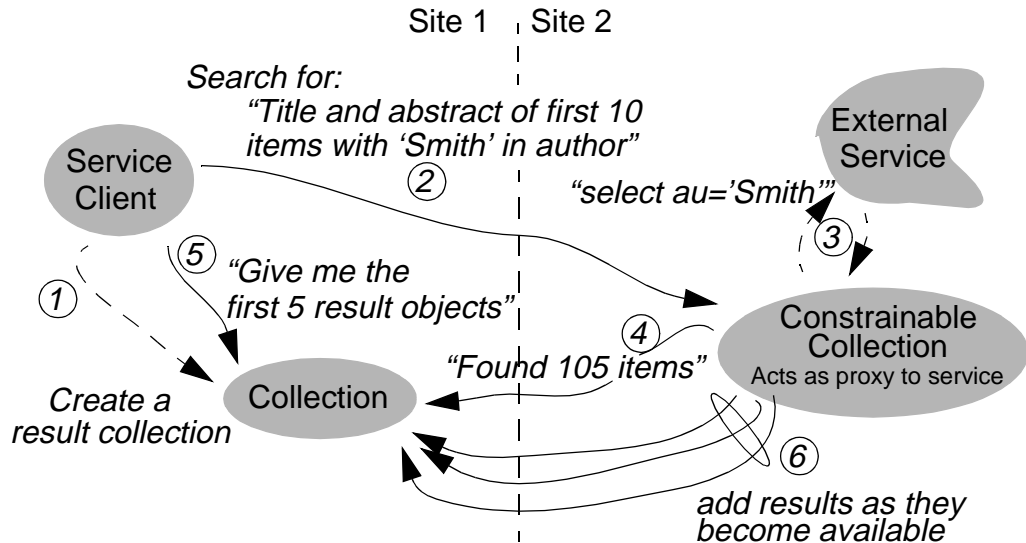 Site 1
Site 2
Search for:
“Title and abstract of first 10
items with ‘Smith’ in author”
2
Service
Client
External
Service
“select au=’Smith’”
3
1
5
“Give me the
first 5 result objects”
4
“Found 105 items”
Constrainable
Collection
Acts as proxy to service
Collection
Create a
result collection
6
add results as they
become available